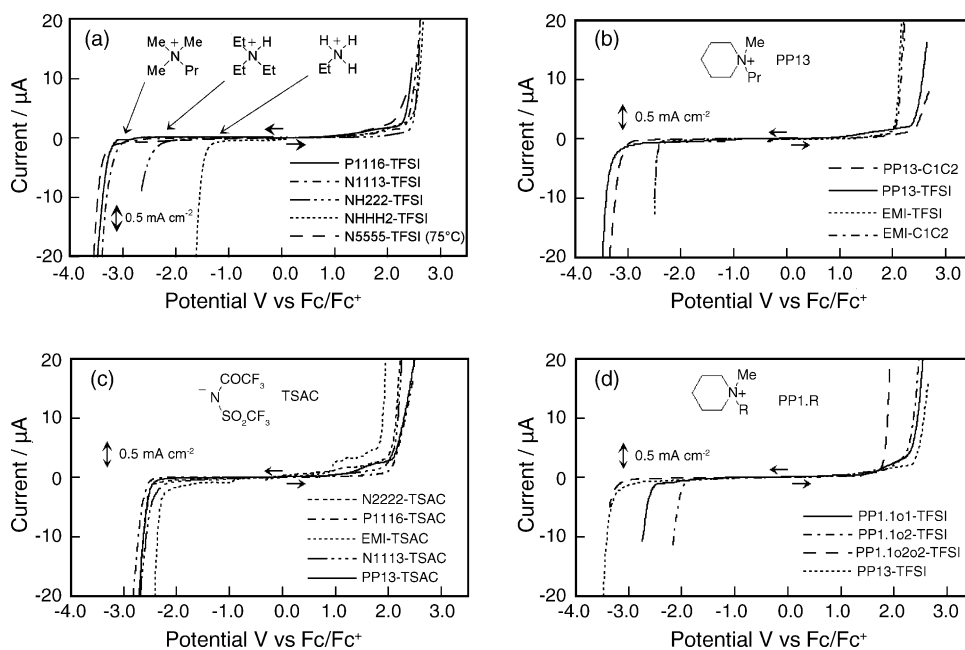 (a)
Me + Me
N
Me Pr
Et + H
N
Et Et
H + H
N
Et H
0.5 mA cm⁻²
P1116-TFSI
N1113-TFSI
NH222-TFSI
NHHH2-TFSI
N5555-TFSI (75°C)
20
10
0
-10
-20
Current / µA
-4.0 -3.0 -2.0 -1.0 0.0 1.0 2.0 3.0
Potential V vs Fc/Fc⁺
(b)
Me
N+
Pr
PP13
0.5 mA cm⁻²
PP13-C1C2
PP13-TFSI
EMI-TFSI
EMI-C1C2
20
10
0
-10
-20
Current / µA
-4.0 -3.0 -2.0 -1.0 0.0 1.0 2.0 3.0
Potential V vs Fc/Fc⁺
(c)
COCF₃
− N
SO₂CF₃
TSAC
0.5 mA cm⁻²
N2222-TSAC
P1116-TSAC
EMI-TSAC
N1113-TSAC
PP13-TSAC
20
10
0
-10
-20
Current / µA
-4.0 -3.0 -2.0 -1.0 0.0 1.0 2.0 3.0
Potential V vs Fc/Fc⁺
(d)
Me
N+
R
PP1.R
0.5 mA cm⁻²
PP1.1o1-TFSI
PP1.1o2-TFSI
PP1.1o2o2-TFSI
PP13-TFSI
20
10
0
-10
-20
Current / µA
-4.0 -3.0 -2.0 -1.0 0.0 1.0 2.0 3.0
Potential V vs Fc/Fc⁺